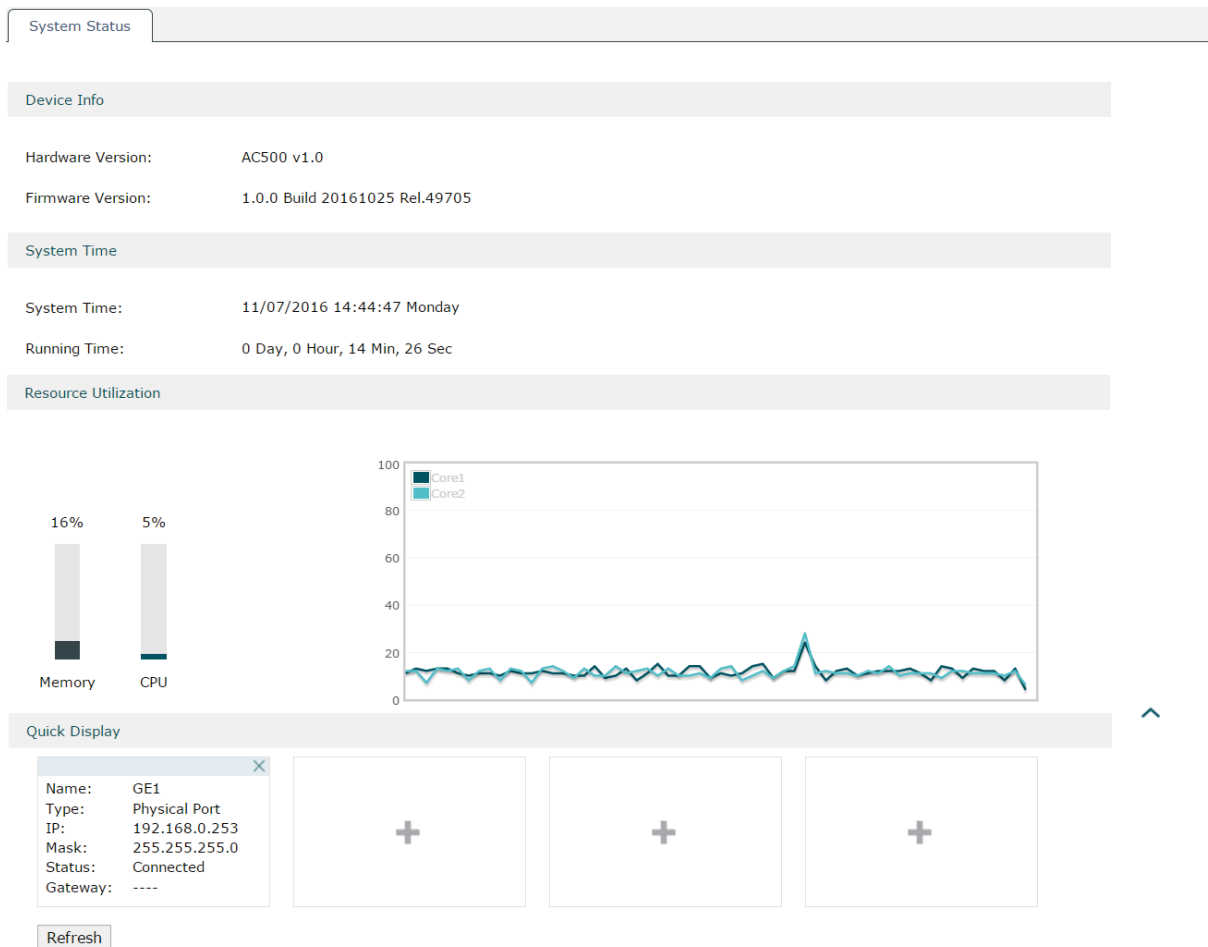 System Status
Device Info
Hardware Version: AC500 v1.0
Firmware Version: 1.0.0 Build 20161025 Rel.49705
System Time
System Time: 11/07/2016 14:44:47 Monday
Running Time: 0 Day, 0 Hour, 14 Min, 26 Sec
Resource Utilization
16% 5%
Memory CPU
100
80
60
40
20
0
Core1
Core2
Quick Display
Name: GE1
Type: Physical Port
IP: 192.168.0.253
Mask: 255.255.255.0
Status: Connected
Gateway: ----
Refresh